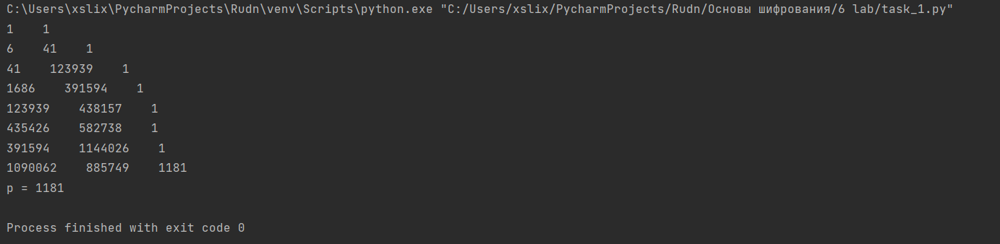 C:\Users\xslix\PycharmProjects\Rudn\venv\Scripts\python.exe "C:/Users/xslix/PycharmProjects/Rudn/Основы шифрования/6 lab/task_1.py"
1    1
6    41    1
41    123939    1
1686    391594    1
123939    438157    1
435426    582738    1
391594    1144026    1
1090062    885749    1181
p = 1181
Process finished with exit code 0